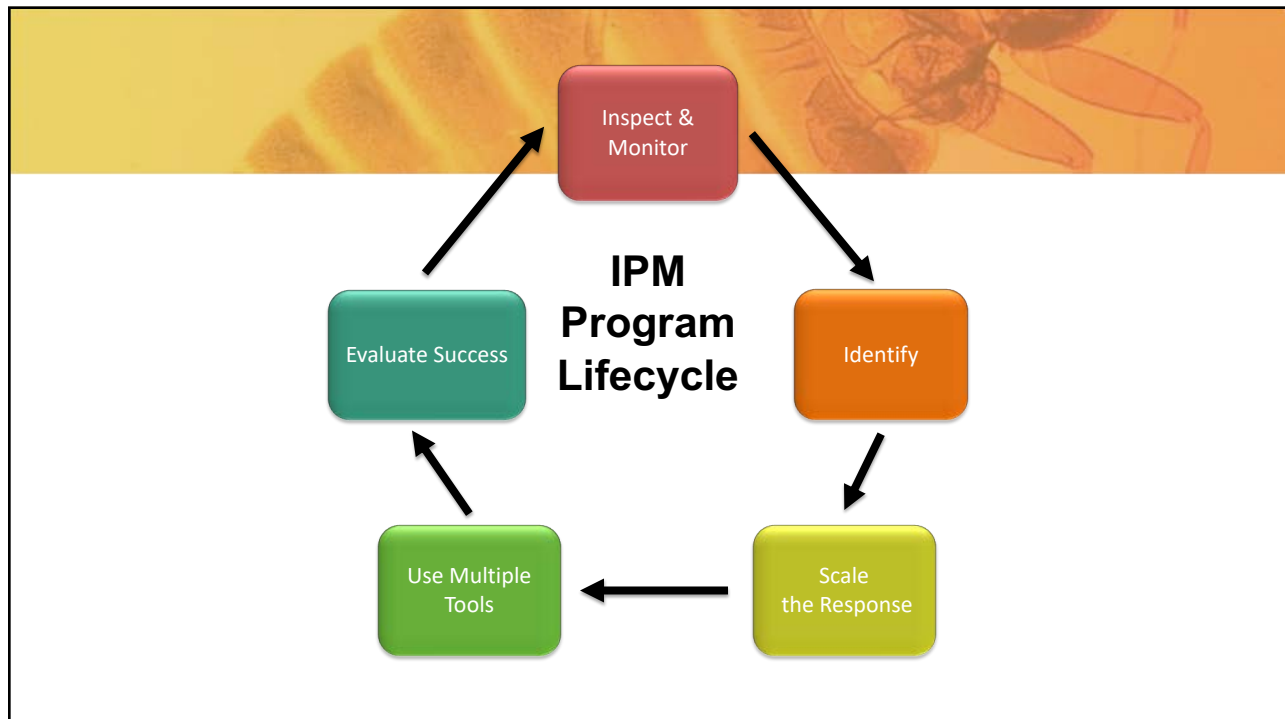 Inspect &
Monitor
IPM
Program
Lifecycle
Evaluate Success
Identify
Use Multiple
Tools
Scale
the Response